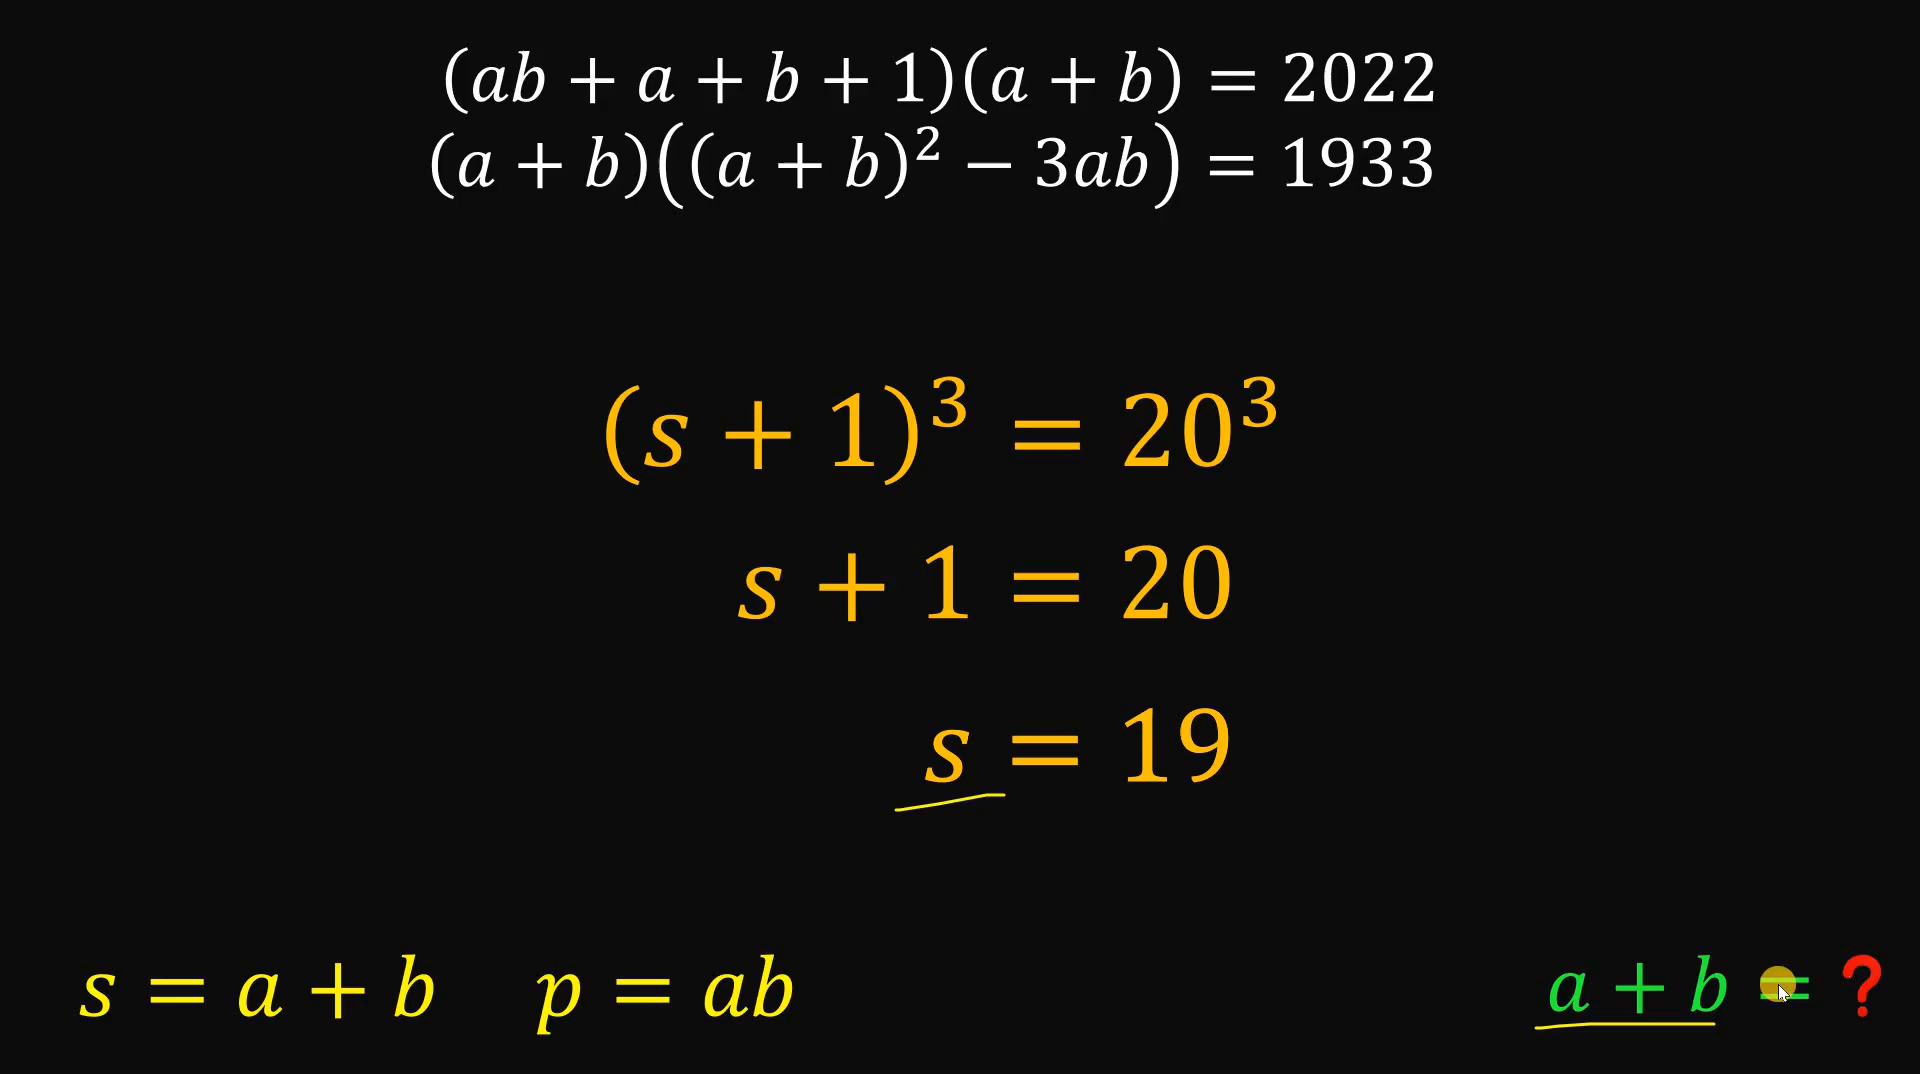 (ab + a + b + 1)(a + b) = 2022
(a + b)((a + b)² − 3ab) = 1933
(s + 1)³ = 20³
s + 1 = 20
s = 19
s = a + b p = ab a + b = ❓